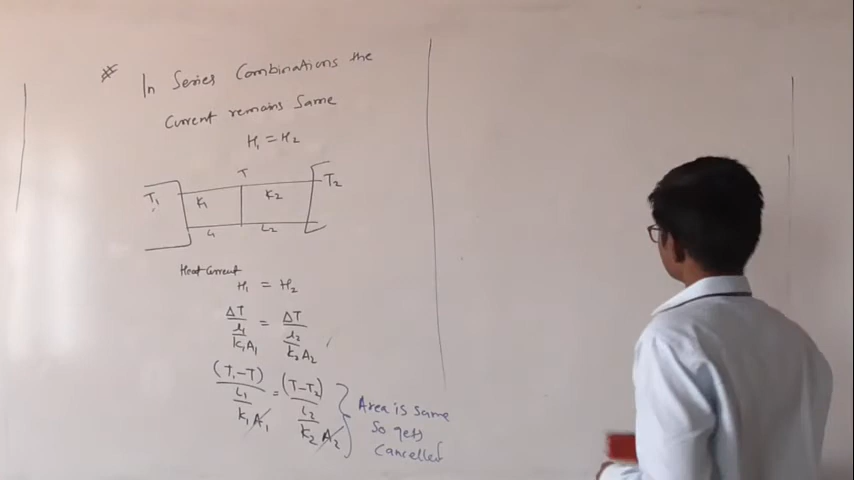 * In Series Combinations the
Current remains Same
H₁ = H₂
T
T₁ K₁ K₂ T₂
L₁ L₂
Heat Current
H₁ = H₂
ΔT/(L₁/K₁A₁) = ΔT/(L₂/K₂A₂)
(T₁-T)/(L₁/K₁A₁) = (T-T₂)/(L₂/K₂A₂)
Area is same
So gets
Cancelled